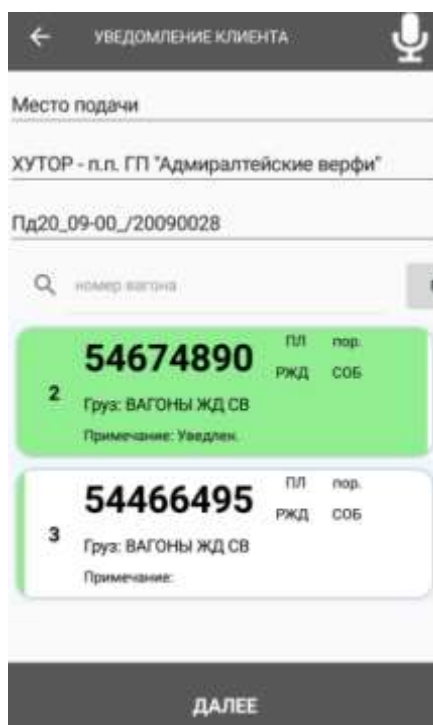 УВЕДОМЛЕНИЕ КЛИЕНТА
Место подачи
ХУТОР - п.п. ГП "Адмиралтейские верфи"
Пд20_09-00_/20090028
номер вагона
54674890 ПЛ пор.
РЖД СОБ
2
Груз: ВАГОНЫ ЖД СВ
Примечание: Уведлен.
54466495 ПЛ пор.
РЖД СОБ
3
Груз: ВАГОНЫ ЖД СВ
Примечание:
ДАЛЕЕ